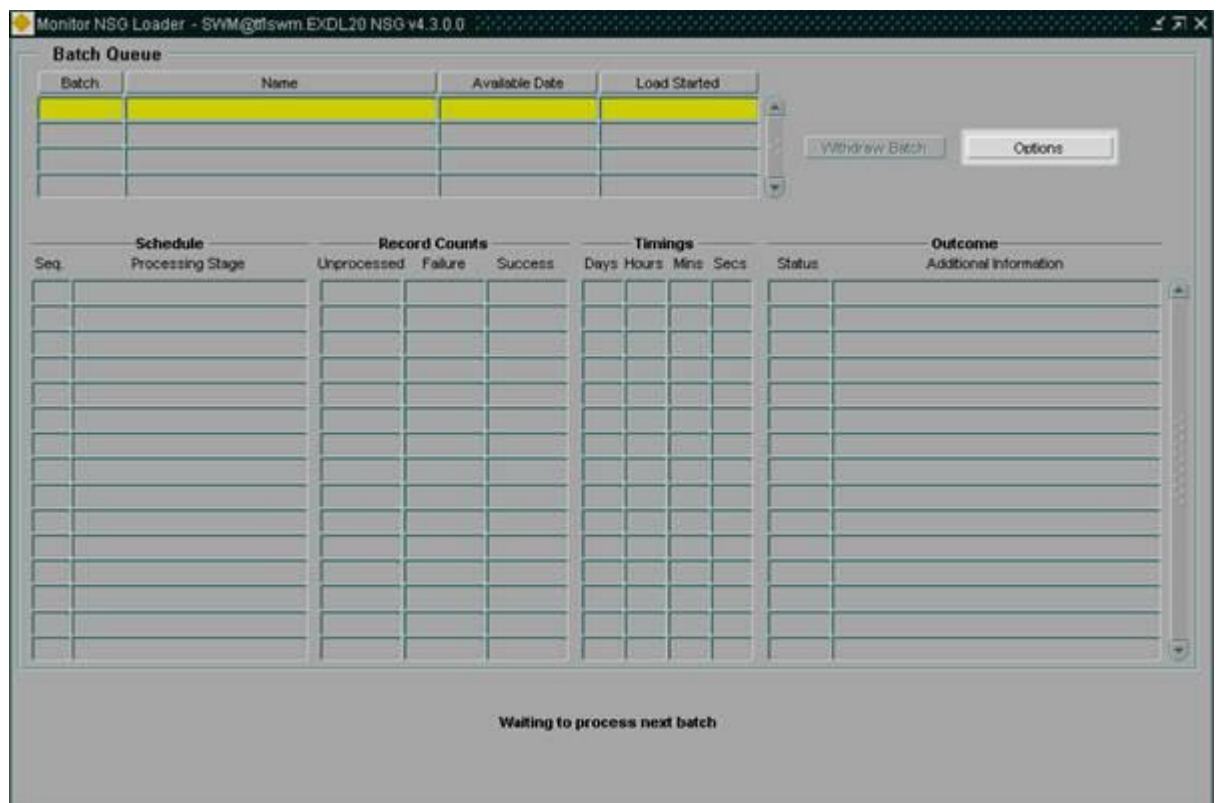 Monitor NSG Loader - SWM@tflswm.EXDL20 NSG v4.3.0.0
Batch Queue
Batch Name Available Date Load Started
Withdraw Batch Options
Schedule Record Counts Timings Outcome
Seq. Processing Stage Unprocessed Failure Success Days Hours Mins Secs Status Additional Information
Waiting to process next batch